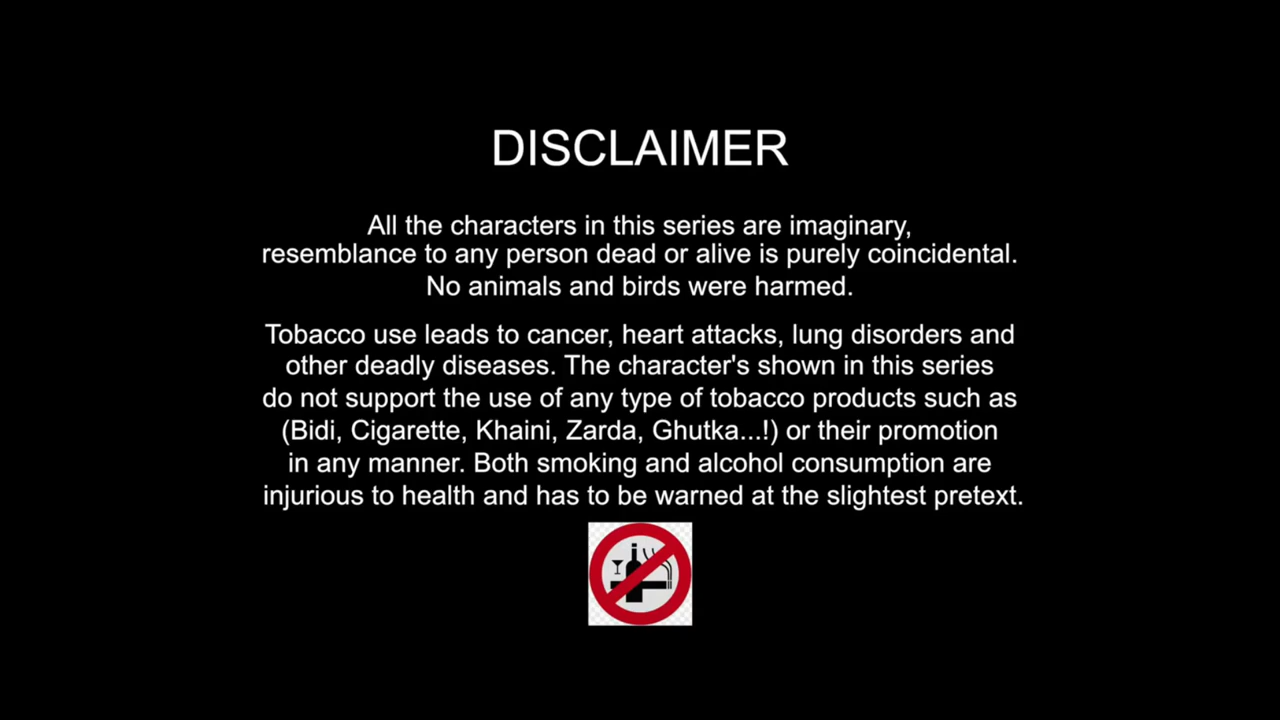 DISCLAIMER
All the characters in this series are imaginary,
resemblance to any person dead or alive is purely coincidental.
No animals and birds were harmed.
Tobacco use leads to cancer, heart attacks, lung disorders and
other deadly diseases. The character's shown in this series
do not support the use of any type of tobacco products such as
(Bidi, Cigarette, Khaini, Zarda, Ghutka...!) or their promotion
in any manner. Both smoking and alcohol consumption are
injurious to health and has to be warned at the slightest pretext.